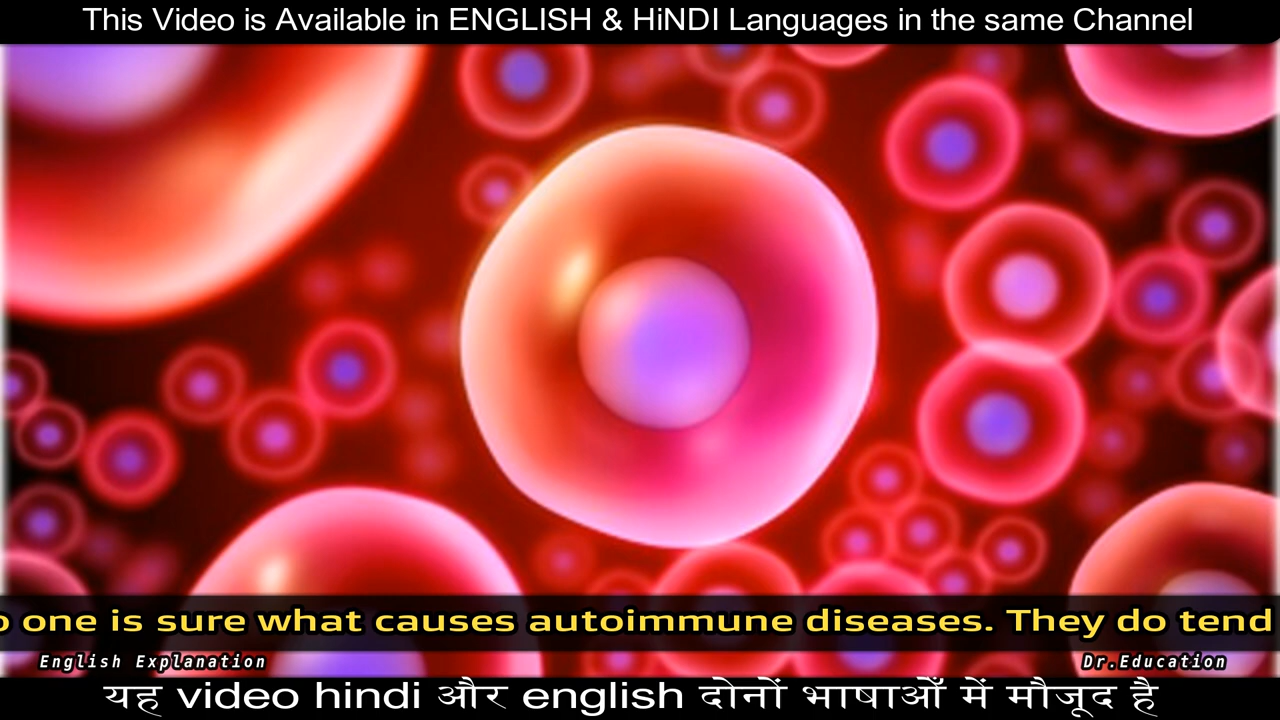 This Video is Available in ENGLISH & HiNDI Languages in the same Channel
one is sure what causes autoimmune diseases. They do tend
English Explanation
Dr.Education
यह video hindi और english दोनों भाषाओँ में मौजूद है